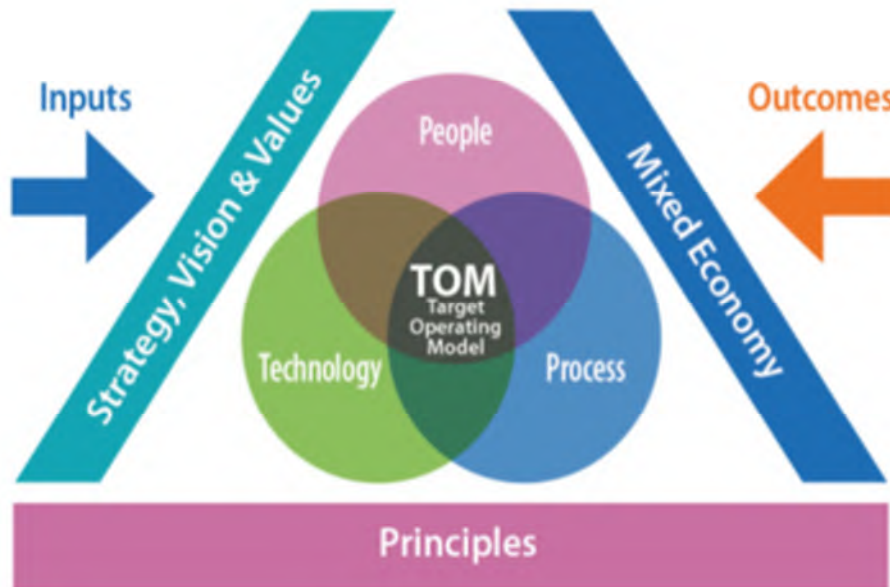 Inputs
Strategy, Vision & Values
People
Technology
TOM
Target
Operating
Model
Process
Mixed Economy
Outcomes
Principles